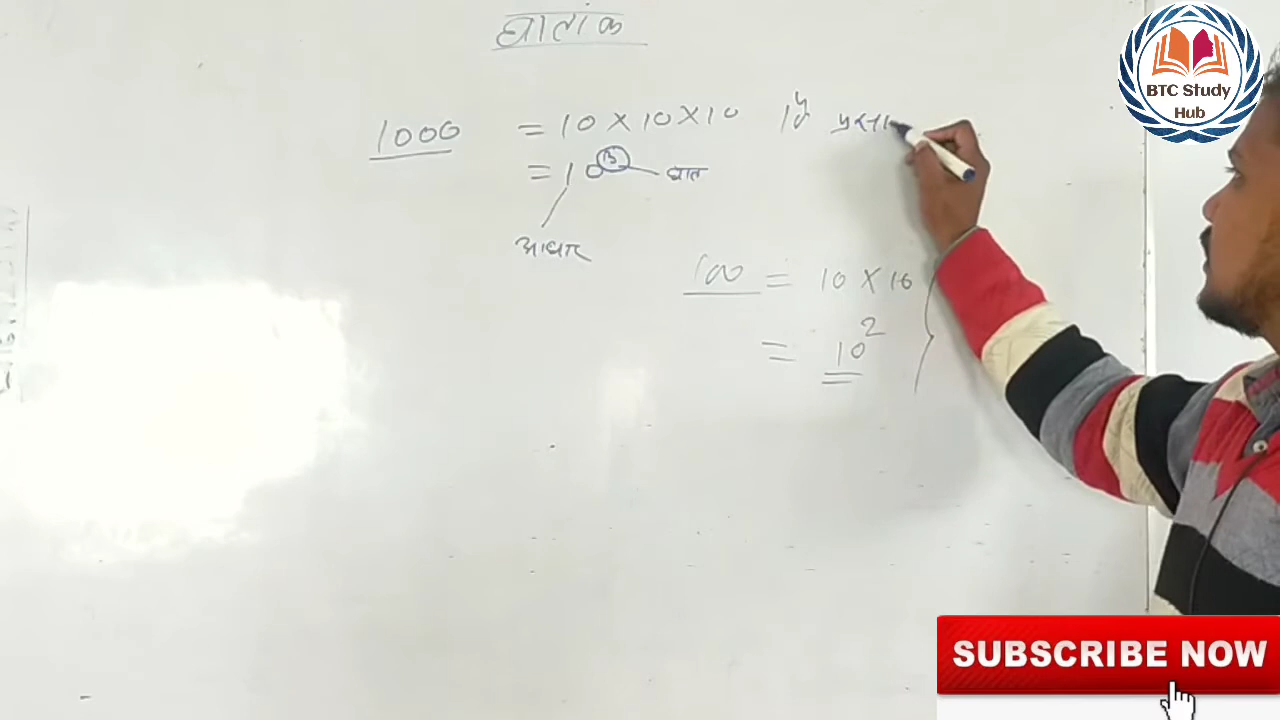 घातांक
1000 = 10 × 10 × 10
= 10³ घात
आधार
100 = 10 × 10
= 10²
BTC Study
Hub
SUBSCRIBE NOW